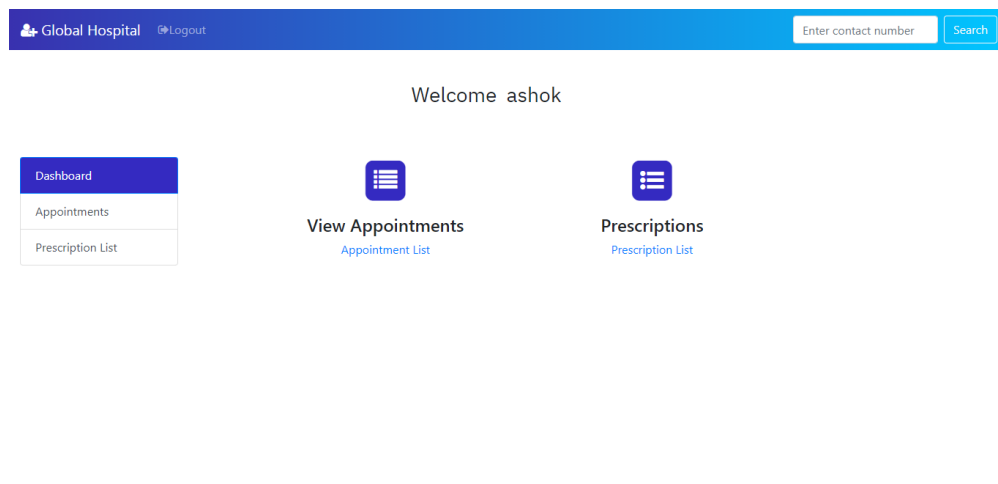 Global Hospital Logout Enter contact number Search
Welcome ashok
Dashboard
Appointments
Prescription List
View Appointments
Appointment List
Prescriptions
Prescription List